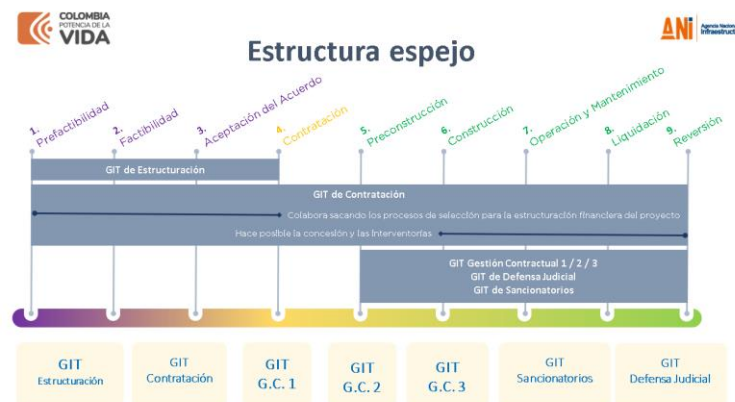 COLOMBIA
POTENCIA DE LA
VIDA
ANI
Agencia Nacional
Infraestruct
Estructura espejo
1.
Prefactibilidad
2.
Factibilidad
3.
Aceptación del Acuerdo
4.
Contratación
5.
Preconstrucción
6.
Construcción
7.
Operación y Mantenimiento
8.
Liquidación
9.
Reversión
GIT de Estructuración
GIT de Contratación
Colabora sacando los procesos de selección para la estructuración financiera del proyecto
Hace posible la concesión y las interventorías
GIT Gestión Contractual 1 / 2 / 3
GIT de Defensa Judicial
GIT de Sancionatorios
GIT
Estructuración
GIT
Contratación
GIT
G.C. 1
GIT
G.C. 2
GIT
G.C. 3
GIT
Sancionatorios
GIT
Defensa Judicial